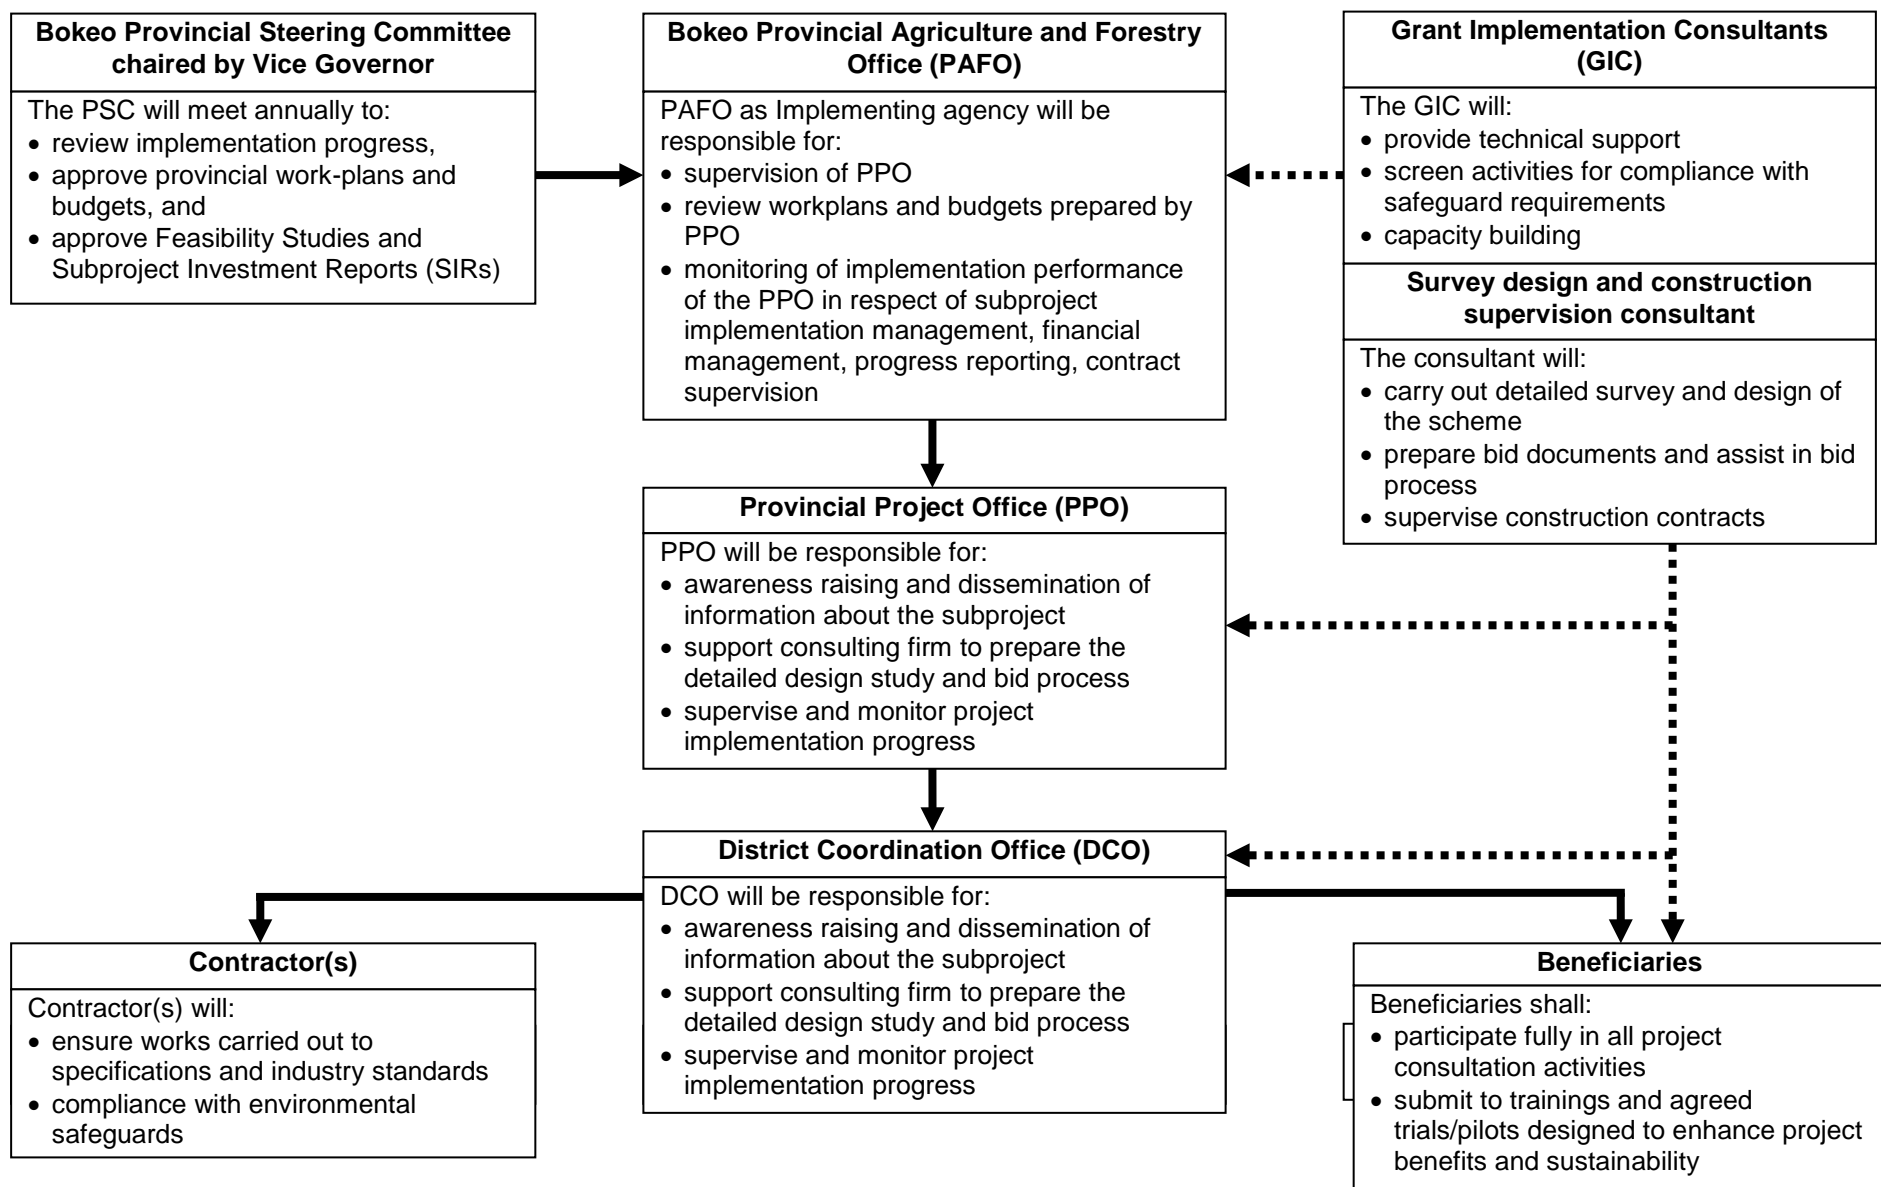 Bokeo Provincial Steering Committee
chaired by Vice Governor
The PSC will meet annually to:
• review implementation progress,
• approve provincial work-plans and
budgets, and
• approve Feasibility Studies and
Subproject Investment Reports (SIRs)
Bokeo Provincial Agriculture and Forestry
Office (PAFO)
PAFO as Implementing agency will be
responsible for:
• supervision of PPO
• review workplans and budgets prepared by
PPO
• monitoring of implementation performance
of the PPO in respect of subproject
implementation management, financial
management, progress reporting, contract
supervision
Grant Implementation Consultants
(GIC)
The GIC will:
• provide technical support
• screen activities for compliance with
safeguard requirements
• capacity building
Survey design and construction
supervision consultant
The consultant will:
• carry out detailed survey and design of
the scheme
• prepare bid documents and assist in bid
process
• supervise construction contracts
Provincial Project Office (PPO)
PPO will be responsible for:
• awareness raising and dissemination of
information about the subproject
• support consulting firm to prepare the
detailed design study and bid process
• supervise and monitor project
implementation progress
District Coordination Office (DCO)
DCO will be responsible for:
• awareness raising and dissemination of
information about the subproject
• support consulting firm to prepare the
detailed design study and bid process
• supervise and monitor project
implementation progress
Contractor(s)
Contractor(s) will:
• ensure works carried out to
specifications and industry standards
• compliance with environmental
safeguards
Beneficiaries
Beneficiaries shall:
• participate fully in all project
consultation activities
• submit to trainings and agreed
trials/pilots designed to enhance project
benefits and sustainability